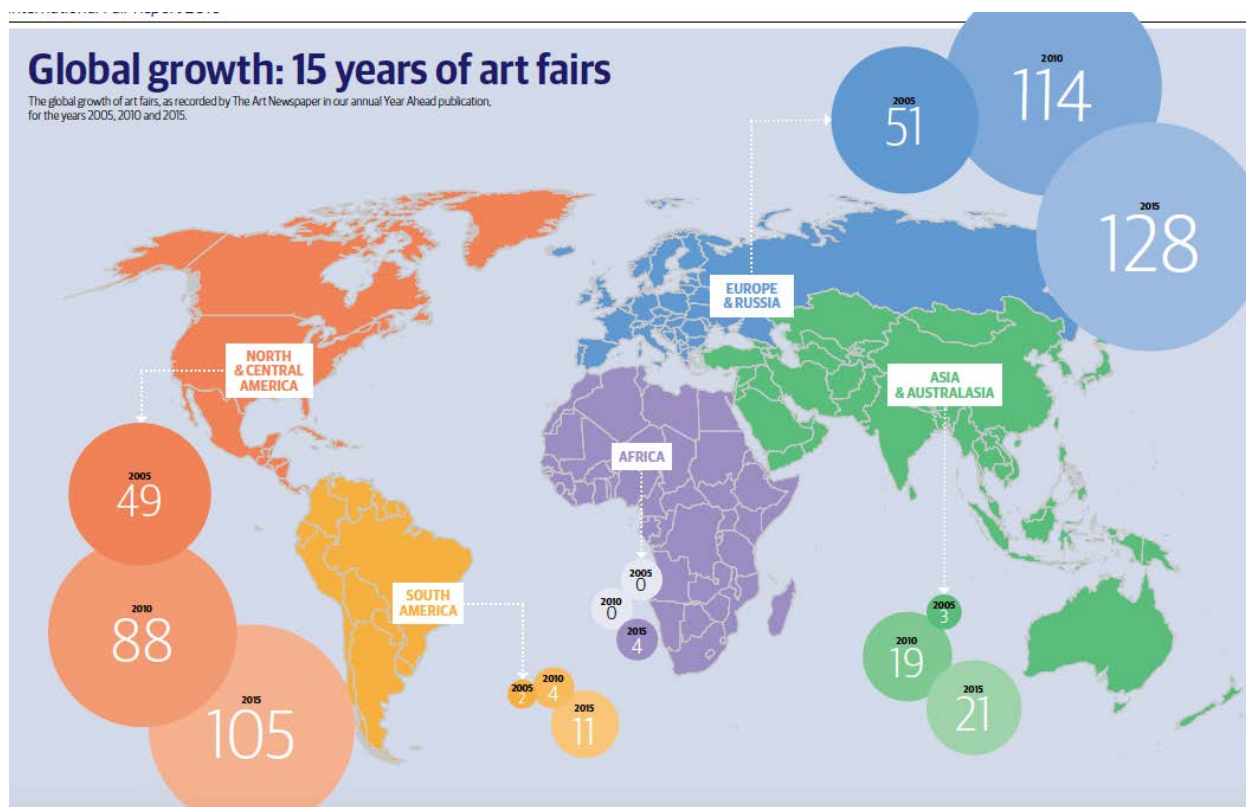 Global growth: 15 years of art fairs
The global growth of art fairs, as recorded by The Art Newspaper in our annual Year Ahead publication,
for the years 2005, 2010 and 2015.
2005
51
2010
114
2015
128
EUROPE
& RUSSIA
NORTH
& CENTRAL
AMERICA
2005
49
2010
88
2015
105
ASIA
& AUSTRALASIA
2005
3
2010
19
2015
21
AFRICA
2005
0
2010
0
2015
4
SOUTH
AMERICA
2005
2
2010
4
2015
11